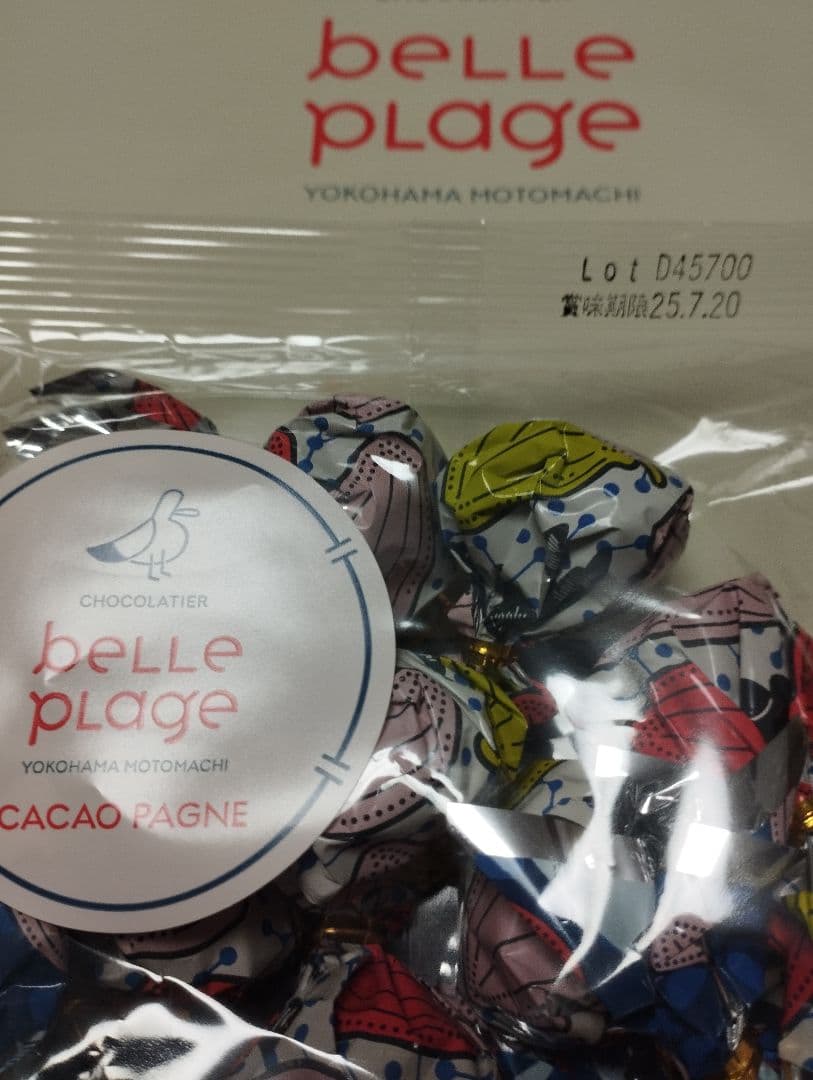 belle
plage
YOKOHAMA MOTOMACHI
Lot D45700
賞味期限25.7.20
CHOCOLATIER
belle
plage
YOKOHAMA MOTOMACHI
CACAO PAGNE